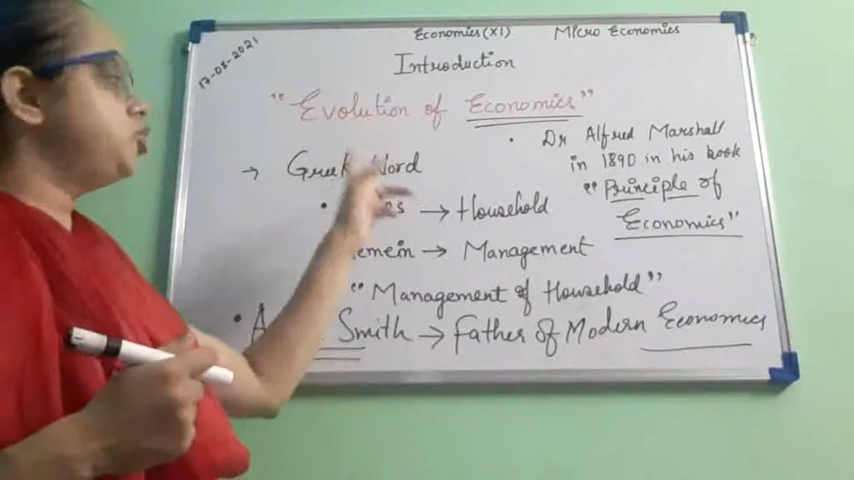 Economics(XI) Micro Economics
17-08-2021
Introduction
"Evolution of Economics"
→ Greek Word
• → Household
→ Management
"Management of Household"
• Smith → Father of Modern Economics
• Dr Alfred Marshall
in 1890 in his book
"Principle of
Economics"